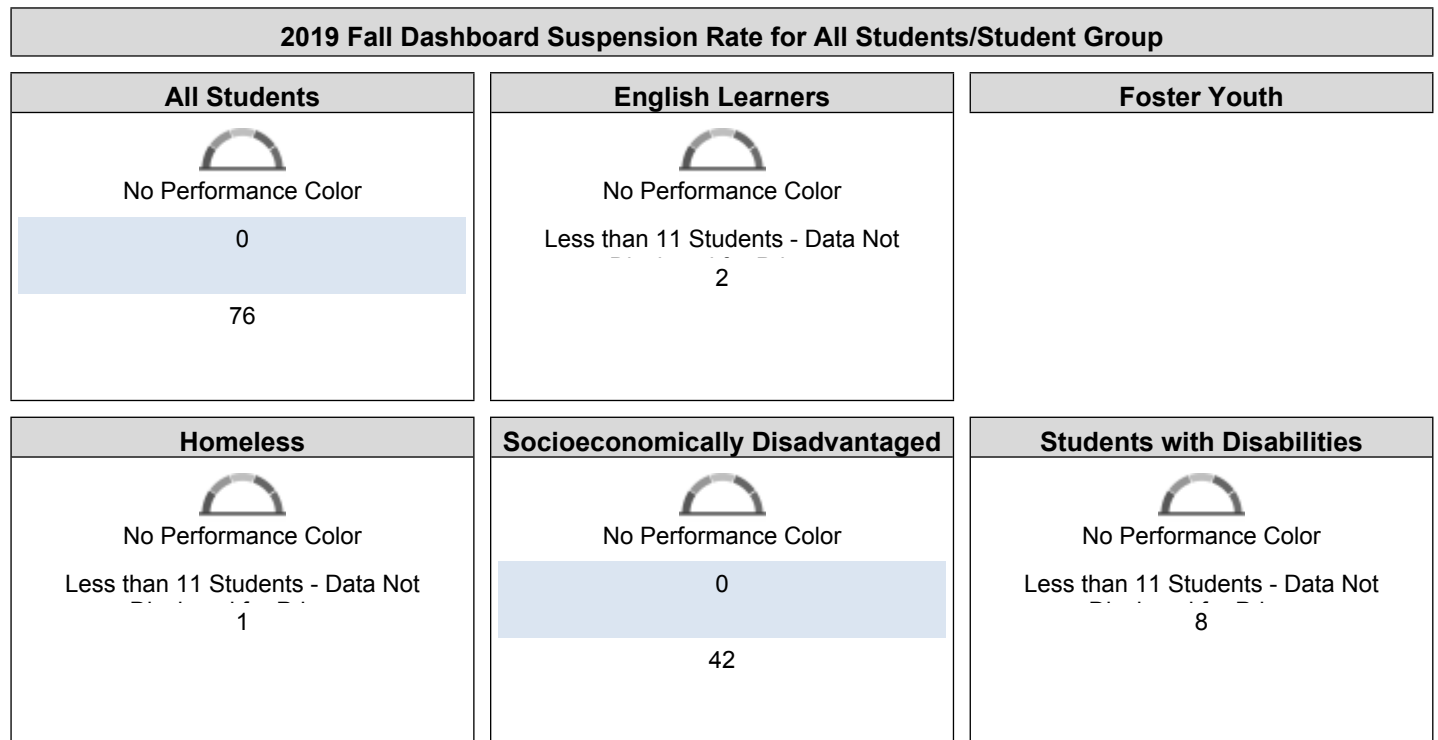 2019 Fall Dashboard Suspension Rate for All Students/Student Group
All Students
No Performance Color
0
76
English Learners
No Performance Color
Less than 11 Students - Data Not
2
Foster Youth
Homeless
No Performance Color
Less than 11 Students - Data Not
1
Socioeconomically Disadvantaged
No Performance Color
0
42
Students with Disabilities
No Performance Color
Less than 11 Students - Data Not
8